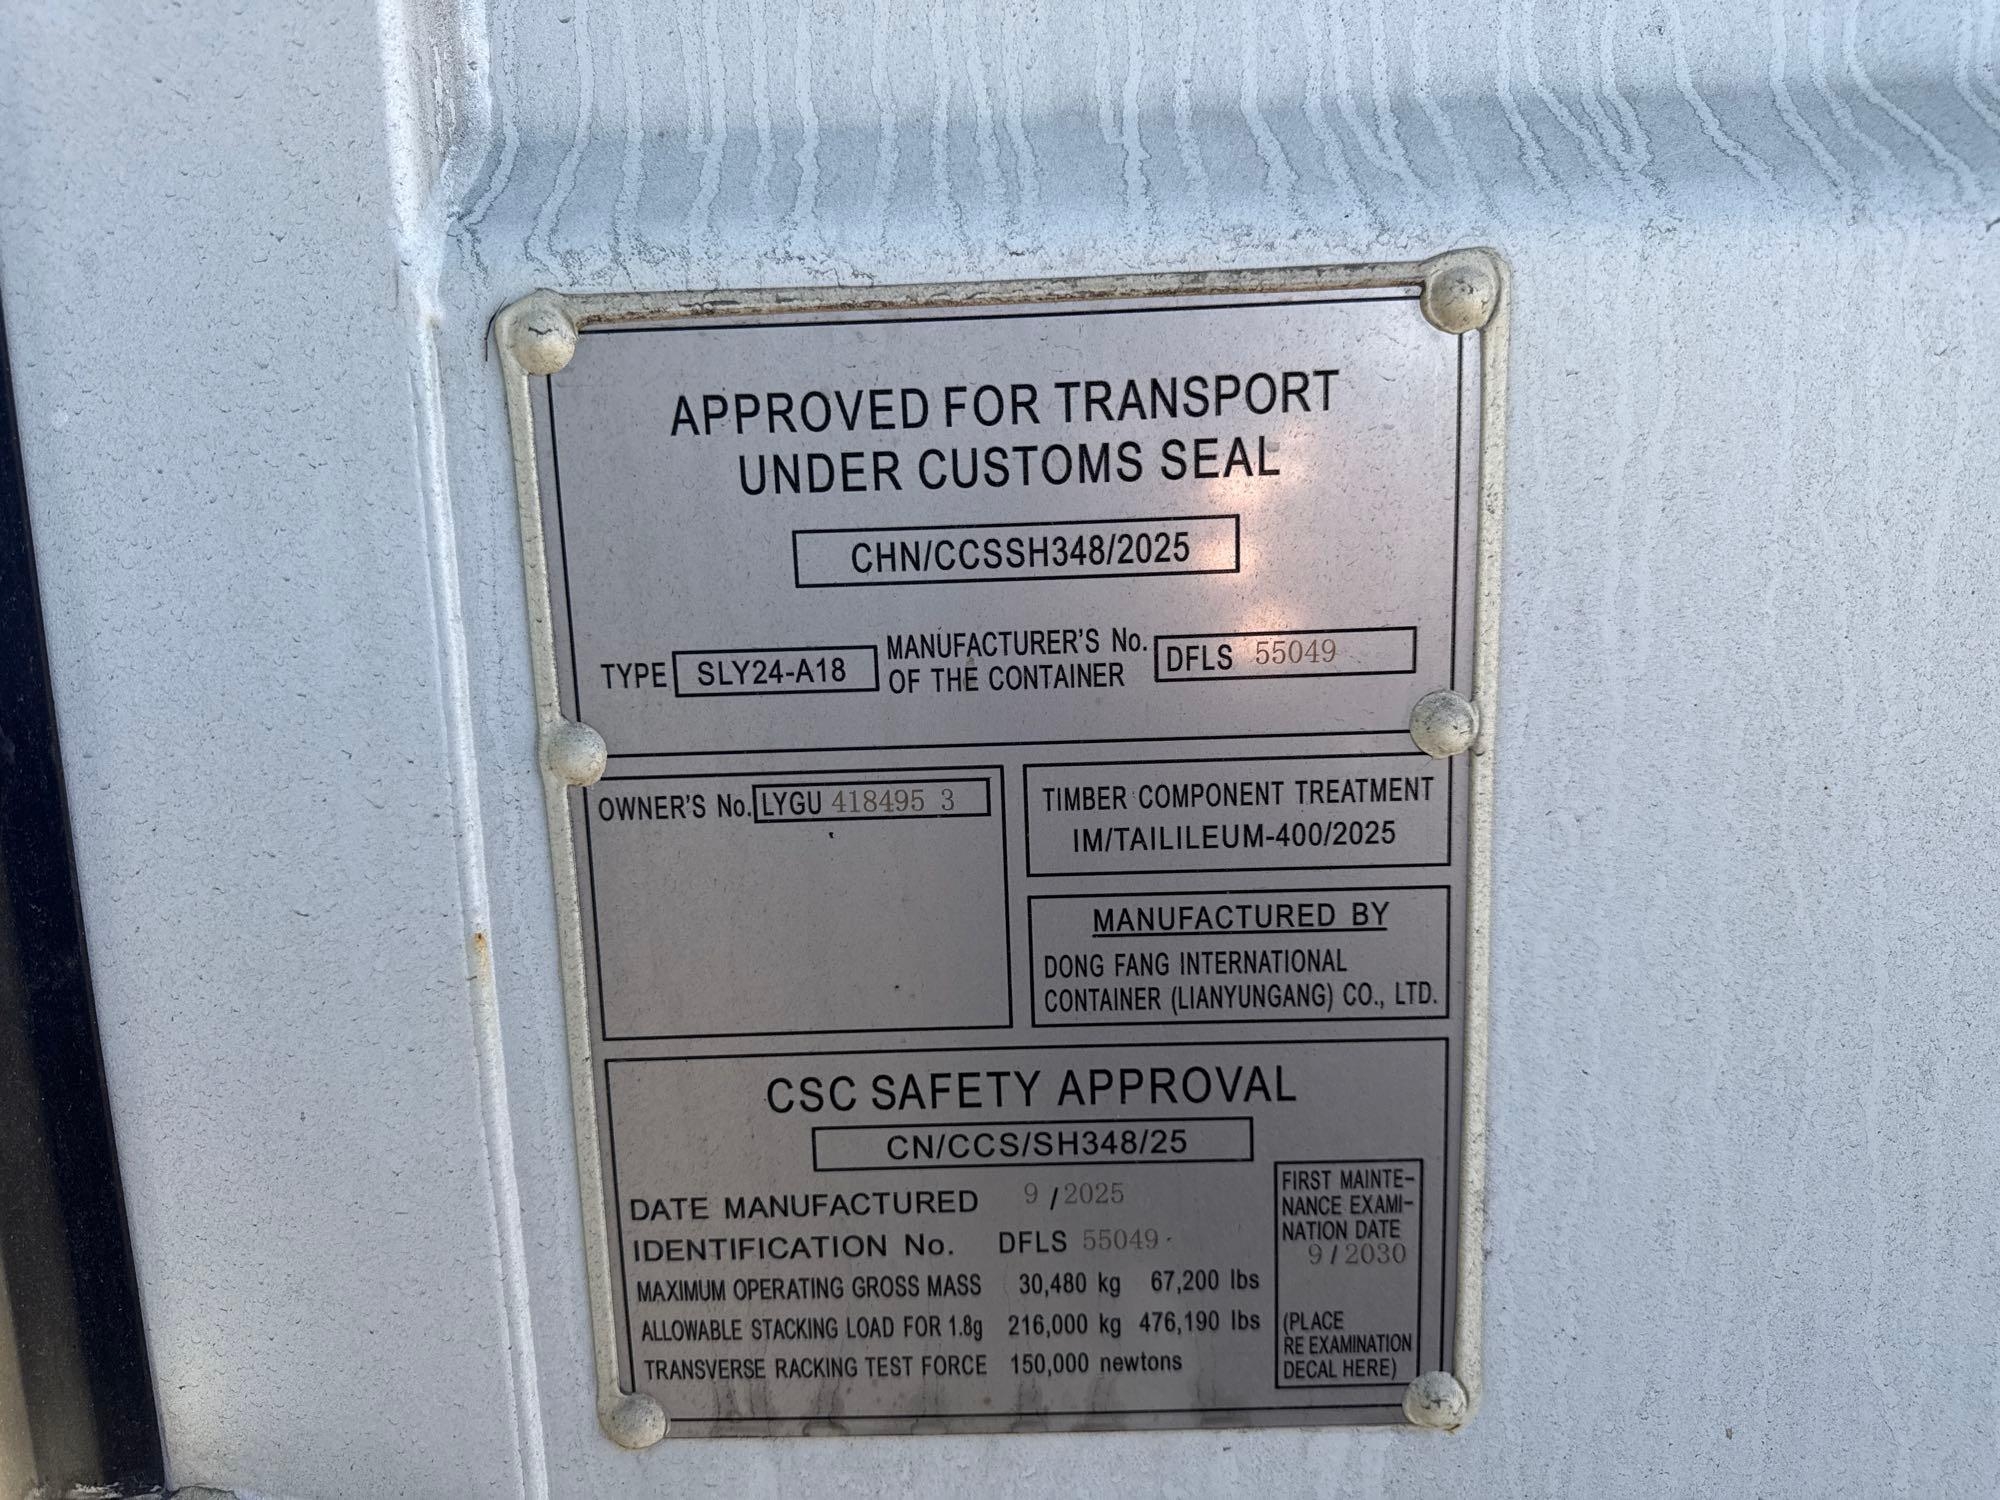 APPROVED FOR TRANSPORT
UNDER CUSTOMS SEAL
CHN/CCSSH348/2025
TYPE SLY24-A18
MANUFACTURER'S No.
OF THE CONTAINER
DFLS 55049
OWNER'S No. LYGU 418495 3
TIMBER COMPONENT TREATMENT
IM/TAILILEUM-400/2025
MANUFACTURED BY
DONG FANG INTERNATIONAL
CONTAINER (LIANYUNGANG) CO., LTD.
CSC SAFETY APPROVAL
CN/CCS/SH348/25
DATE MANUFACTURED 9 / 2025
IDENTIFICATION No. DFLS 55049
MAXIMUM OPERATING GROSS MASS 30,480 kg 67,200 lbs
ALLOWABLE STACKING LOAD FOR 1.8g 216,000 kg 476,190 lbs
TRANSVERSE RACKING TEST FORCE 150,000 newtons
FIRST MAINTE-
NANCE EXAMI-
NATION DATE
9 / 2030
(PLACE
RE EXAMINATION
DECAL HERE)